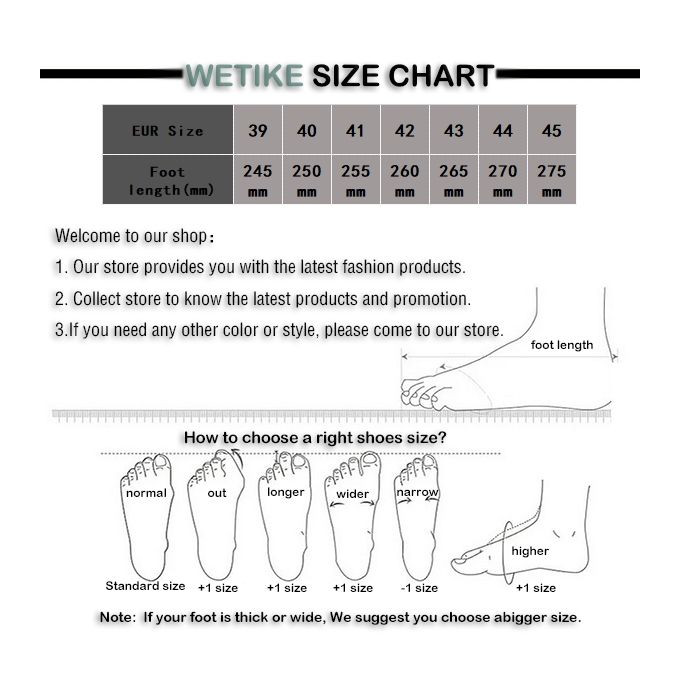 WETIKE SIZE CHART
EUR Size 39 40 41 42 43 44 45
Foot length(mm) 245 mm 250 mm 255 mm 260 mm 265 mm 270 mm 275 mm
Welcome to our shop:
1. Our store provides you with the latest fashion products.
2. Collect store to know the latest products and promotion.
3.If you need any other color or style, please come to our store.
foot length
How to choose a right shoes size?
normal out longer wider narrow
higher
Standard size +1 size +1 size +1 size -1 size +1 size
Note: If your foot is thick or wide, We suggest you choose abigger size.